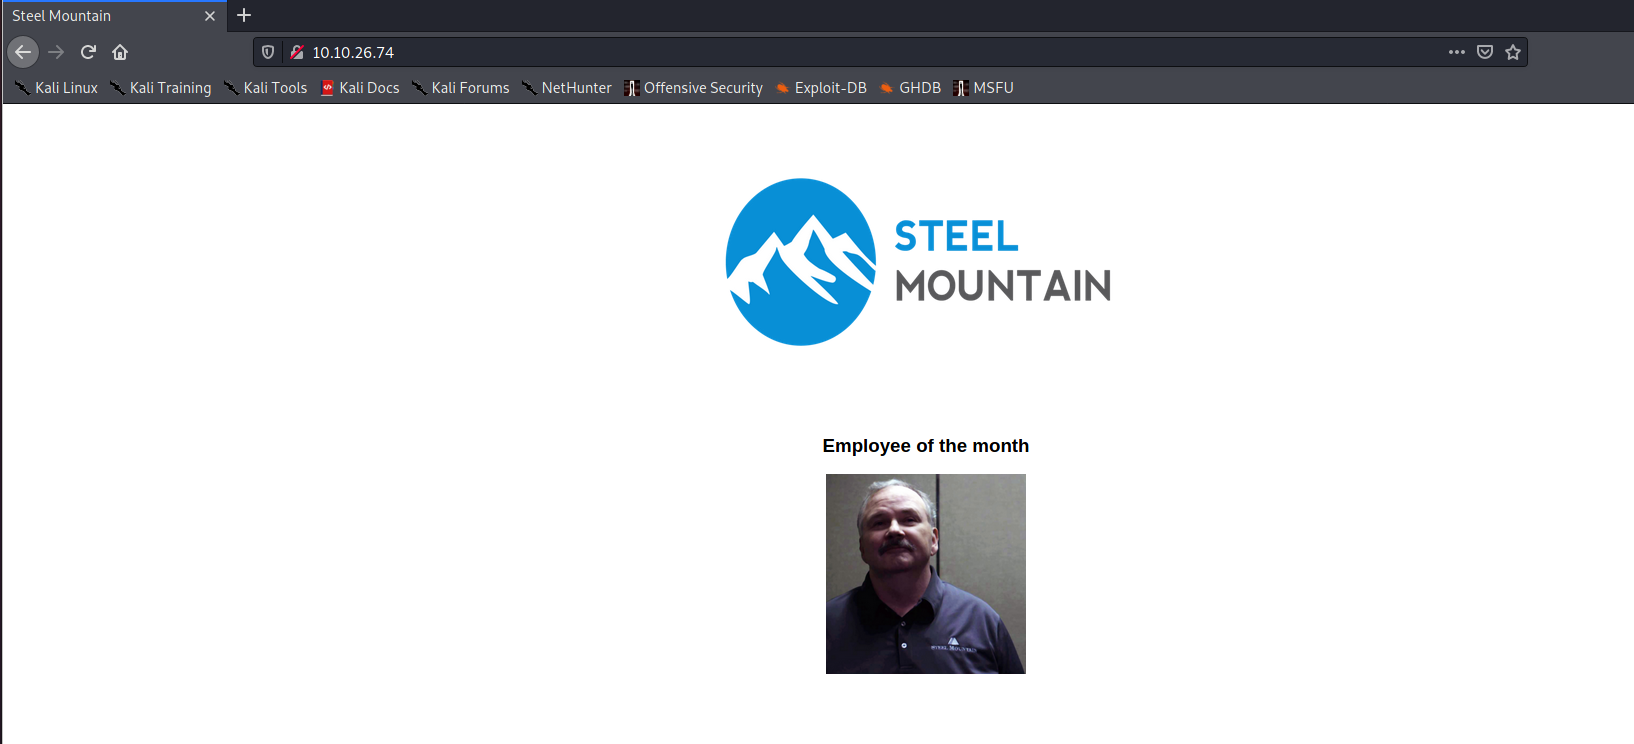 Steel Mountain
10.10.26.74
Kali Linux Kali Training Kali Tools Kali Docs Kali Forums NetHunter Offensive Security Exploit-DB GHDB MSFU
STEEL
MOUNTAIN
Employee of the month
STEEL MOUNTAIN